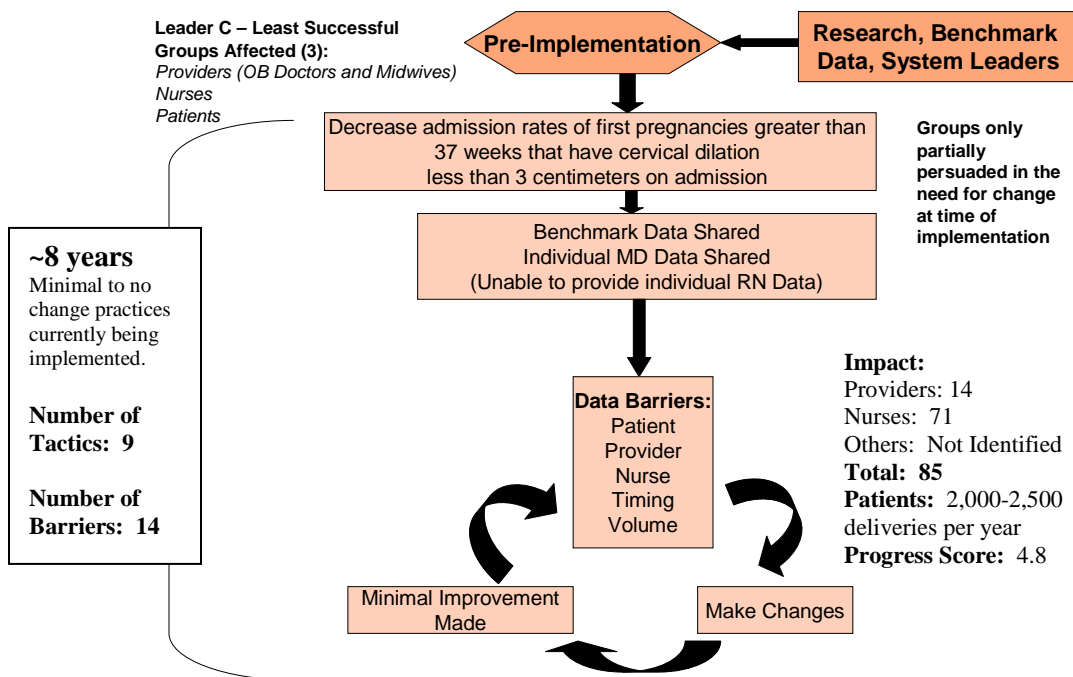 Leader C – Least Successful
Groups Affected (3):
Providers (OB Doctors and Midwives)
Nurses
Patients
Pre-Implementation
Research, Benchmark
Data, System Leaders
Decrease admission rates of first pregnancies greater than
37 weeks that have cervical dilation
less than 3 centimeters on admission
Groups only
partially
persuaded in the
need for change
at time of
implementation
Benchmark Data Shared
Individual MD Data Shared
(Unable to provide individual RN Data)
~8 years
Minimal to no
change practices
currently being
implemented.
Number of
Tactics: 9
Number of
Barriers: 14
Data Barriers:
Patient
Provider
Nurse
Timing
Volume
Impact:
Providers: 14
Nurses: 71
Others: Not Identified
Total: 85
Patients: 2,000-2,500
deliveries per year
Progress Score: 4.8
Minimal Improvement
Made
Make Changes